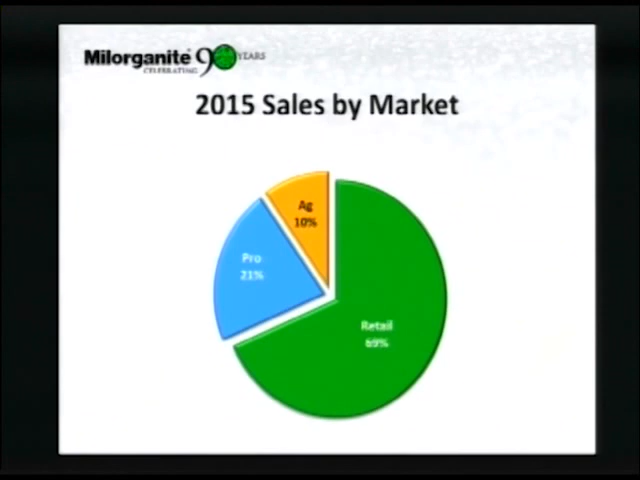 Milorganite® 90 YEARS
CELEBRATING
2015 Sales by Market
Ag
10%
Pro
21%
Retail
69%